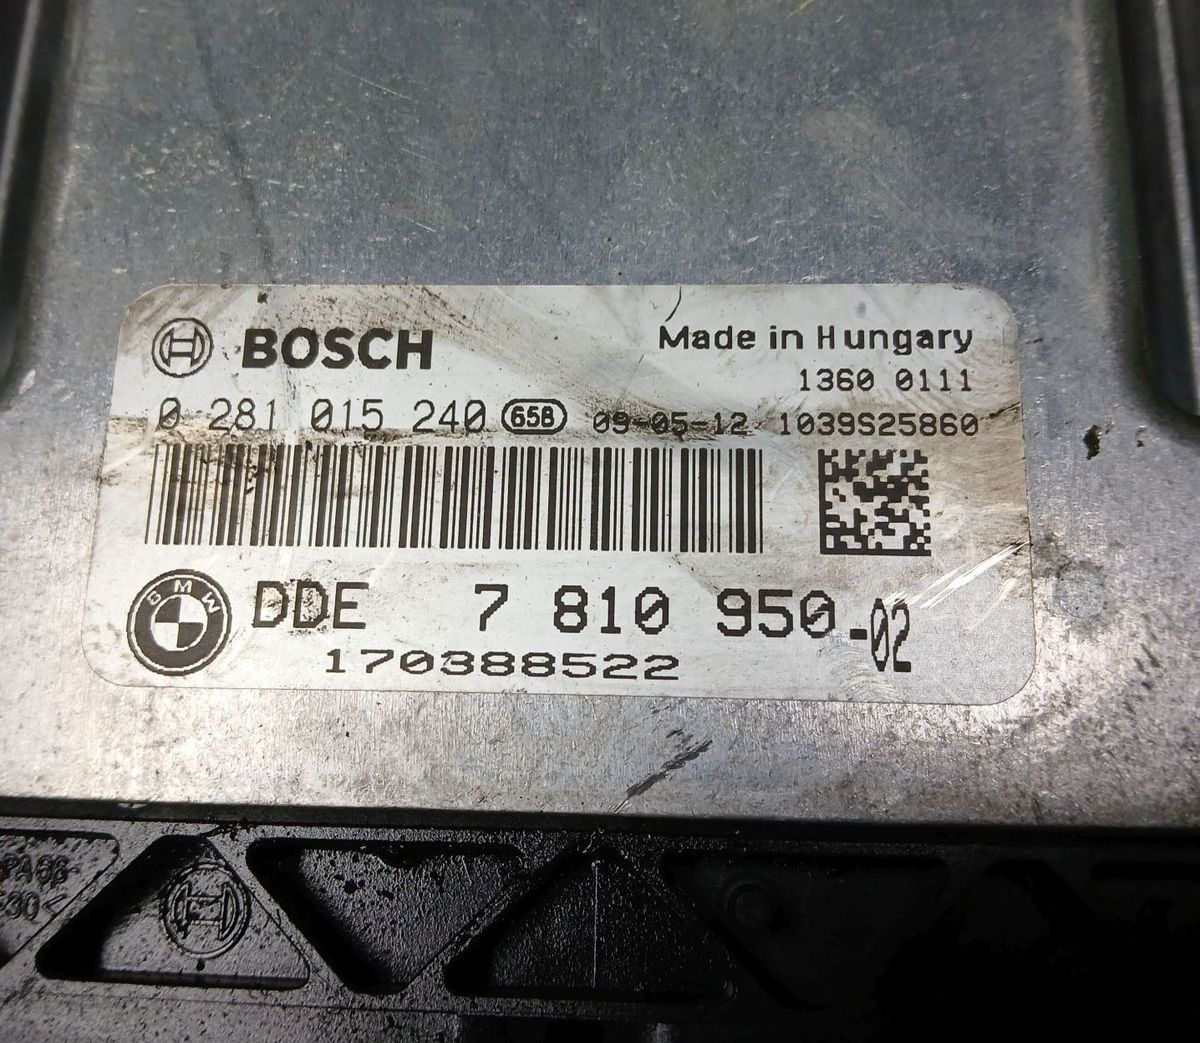 BOSCH
Made in Hungary
1360 0111
0 281 015 240 658 09-05-12 1039S25860
BMW DDE 7 810 950-02
170388522